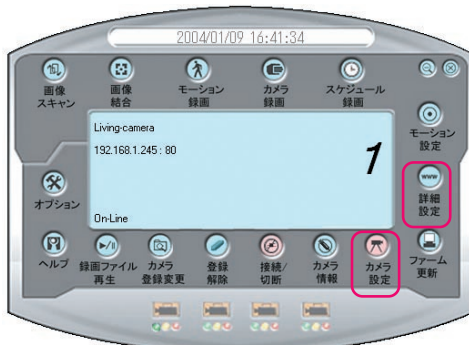 2004/01/09 16:41:34
画像
スキャン
画像
結合
モーション
録画
カメラ
録画
スケジュール
録画
Living-camera
192.168.1.245 : 80
1
On-Line
モーション
設定
オプション
www
詳細
設定
ヘルプ
録画ファイル
再生
カメラ
登録変更
登録
解除
接続/
切断
カメラ
情報
カメラ
設定
ファーム
更新